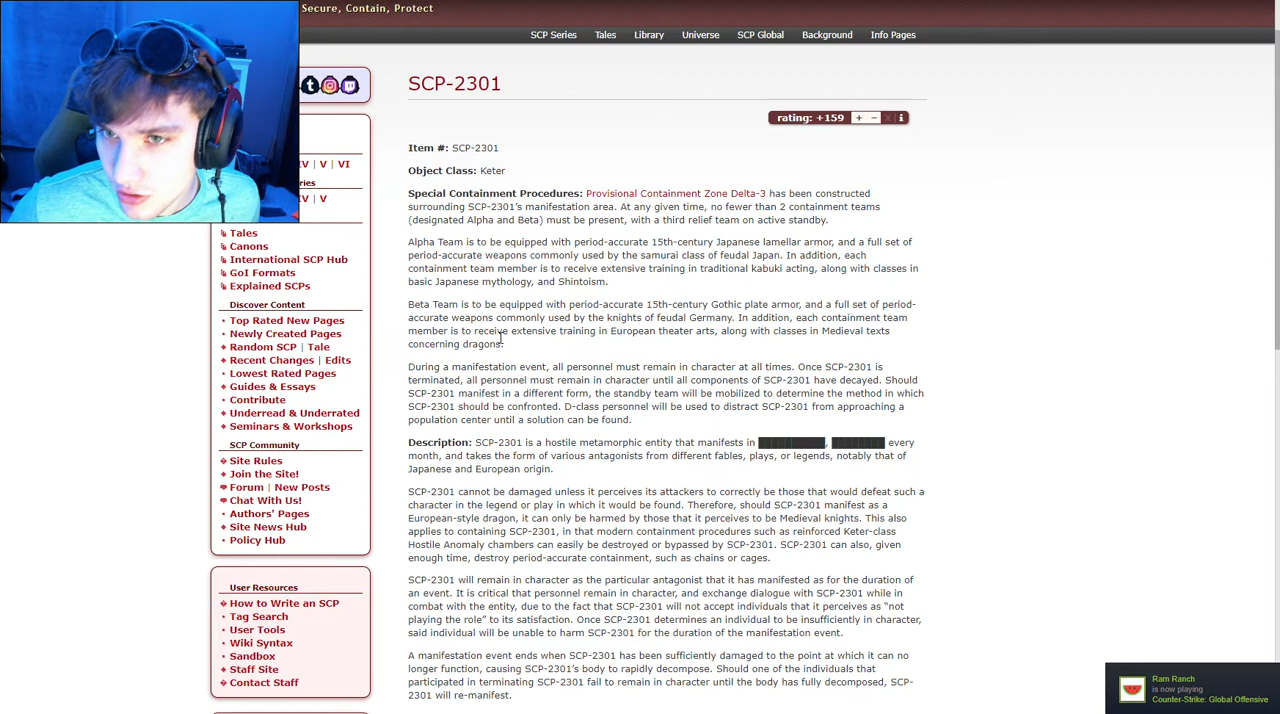 Secure, Contain, Protect
SCP Series Tales Library Universe SCP Global Background Info Pages
SCP-2301
rating: +159 + − X i
Item #: SCP-2301
Object Class: Keter
Special Containment Procedures: Provisional Containment Zone Delta-3 has been constructed
surrounding SCP-2301's manifestation area. At any given time, no fewer than 2 containment teams
(designated Alpha and Beta) must be present, with a third relief team on active standby.
Alpha Team is to be equipped with period-accurate 15th-century Japanese lamellar armor, and a full set of
period-accurate weapons commonly used by the samurai class of feudal Japan. In addition, each
containment team member is to receive extensive training in traditional kabuki acting, along with classes in
basic Japanese mythology, and Shintoism.
Beta Team is to be equipped with period-accurate 15th-century Gothic plate armor, and a full set of period-
accurate weapons commonly used by the knights of feudal Germany. In addition, each containment team
member is to receive extensive training in European theater arts, along with classes in Medieval texts
concerning dragons.
During a manifestation event, all personnel must remain in character at all times. Once SCP-2301 is
terminated, all personnel must remain in character until all components of SCP-2301 have decayed. Should
SCP-2301 manifest in a different form, the standby team will be mobilized to determine the method in which
SCP-2301 should be confronted. D-class personnel will be used to distract SCP-2301 from approaching a
population center until a solution can be found.
Description: SCP-2301 is a hostile metamorphic entity that manifests in ██████████, ████████ every
month, and takes the form of various antagonists from different fables, plays, or legends, notably that of
Japanese and European origin.
SCP-2301 cannot be damaged unless it perceives its attackers to correctly be those that would defeat such a
character in the legend or play in which it would be found. Therefore, should SCP-2301 manifest as a
European-style dragon, it can only be harmed by those that it perceives to be Medieval knights. This also
applies to containing SCP-2301, in that modern containment procedures such as reinforced Keter-class
Hostile Anomaly chambers can easily be destroyed or bypassed by SCP-2301. SCP-2301 can also, given
enough time, destroy period-accurate containment, such as chains or cages.
SCP-2301 will remain in character as the particular antagonist that it has manifested as for the duration of
an event. It is critical that personnel remain in character, and exchange dialogue with SCP-2301 while in
combat with the entity, due to the fact that SCP-2301 will not accept individuals that it perceives as “not
playing the role” to its satisfaction. Once SCP-2301 determines an individual to be insufficiently in character,
said individual will be unable to harm SCP-2301 for the duration of the manifestation event.
A manifestation event ends when SCP-2301 has been sufficiently damaged to the point at which it can no
longer function, causing SCP-2301's body to rapidly decompose. Should one of the individuals that
participated in terminating SCP-2301 fail to remain in character until the body has fully decomposed, SCP-
2301 will re-manifest.
IV | V | VI
ries
IV | V
Tales
Canons
International SCP Hub
GoI Formats
Explained SCPs
Discover Content
Top Rated New Pages
Newly Created Pages
Random SCP | Tale
Recent Changes | Edits
Lowest Rated Pages
Guides & Essays
Contribute
Underread & Underrated
Seminars & Workshops
SCP Community
Site Rules
Join the Site!
Forum | New Posts
Chat With Us!
Authors' Pages
Site News Hub
Policy Hub
User Resources
How to Write an SCP
Tag Search
User Tools
Wiki Syntax
Sandbox
Staff Site
Contact Staff
Ram Ranch
is now playing
Counter-Strike: Global Offensive